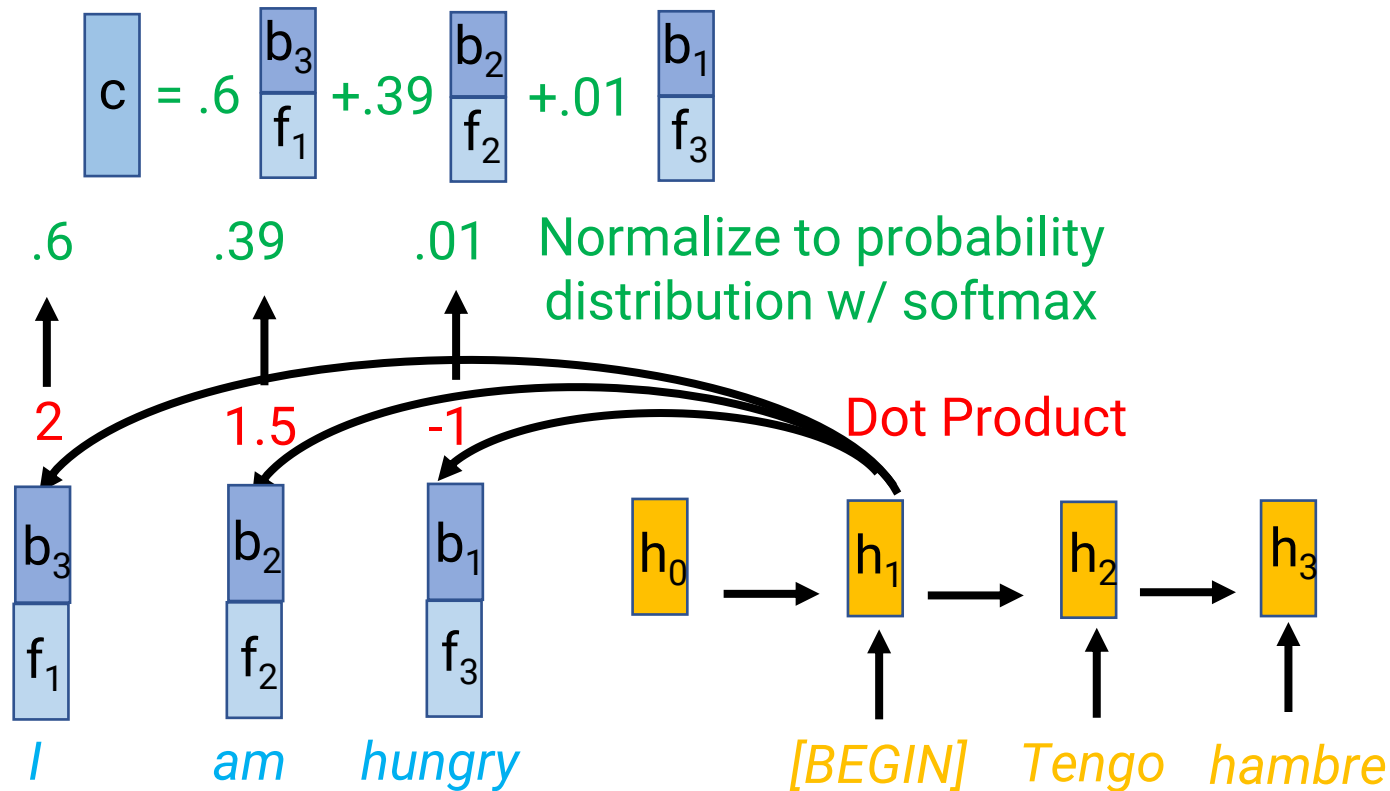 c = .6 b₃ f₁ +.39 b₂ f₂ +.01 b₁ f₃
.6 .39 .01 Normalize to probability
distribution w/ softmax
2 1.5 -1 Dot Product
b₃ b₂ b₁ h₀ h₁ h₂ h₃
f₁ f₂ f₃
I am hungry [BEGIN] Tengo hambre